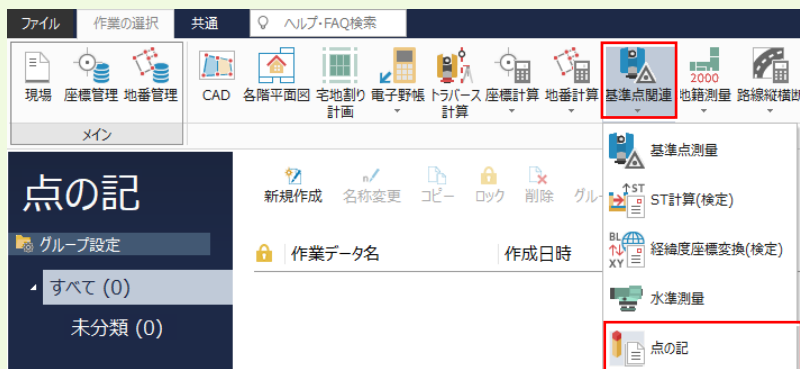 ファイル 作業の選択 共通 ヘルプ・FAQ検索
現場 座標管理 地番管理 CAD 各階平面図 宅地割り計画 電子野帳 トラバース計算 座標計算 地番計算 基準点関連 地籍測量 路線縦横断
2000
メイン
基準点測量
点の記
新規作成 名称変更 コピー ロック 削除 グルー
ST
ST計算(検定)
グループ設定
作業データ名 作成日時
BL
XY
経緯度座標変換(検定)
すべて (0)
水準測量
未分類 (0)
点の記